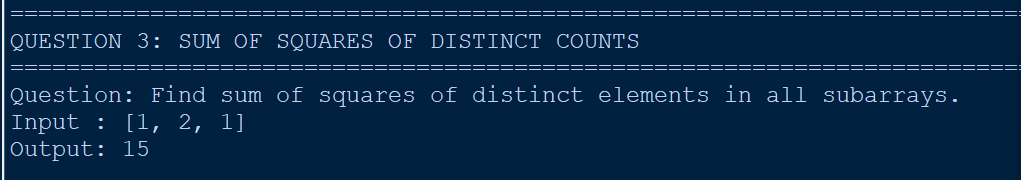 ================================================================================
QUESTION 3: SUM OF SQUARES OF DISTINCT COUNTS
================================================================================
Question: Find sum of squares of distinct elements in all subarrays.
Input : [1, 2, 1]
Output: 15